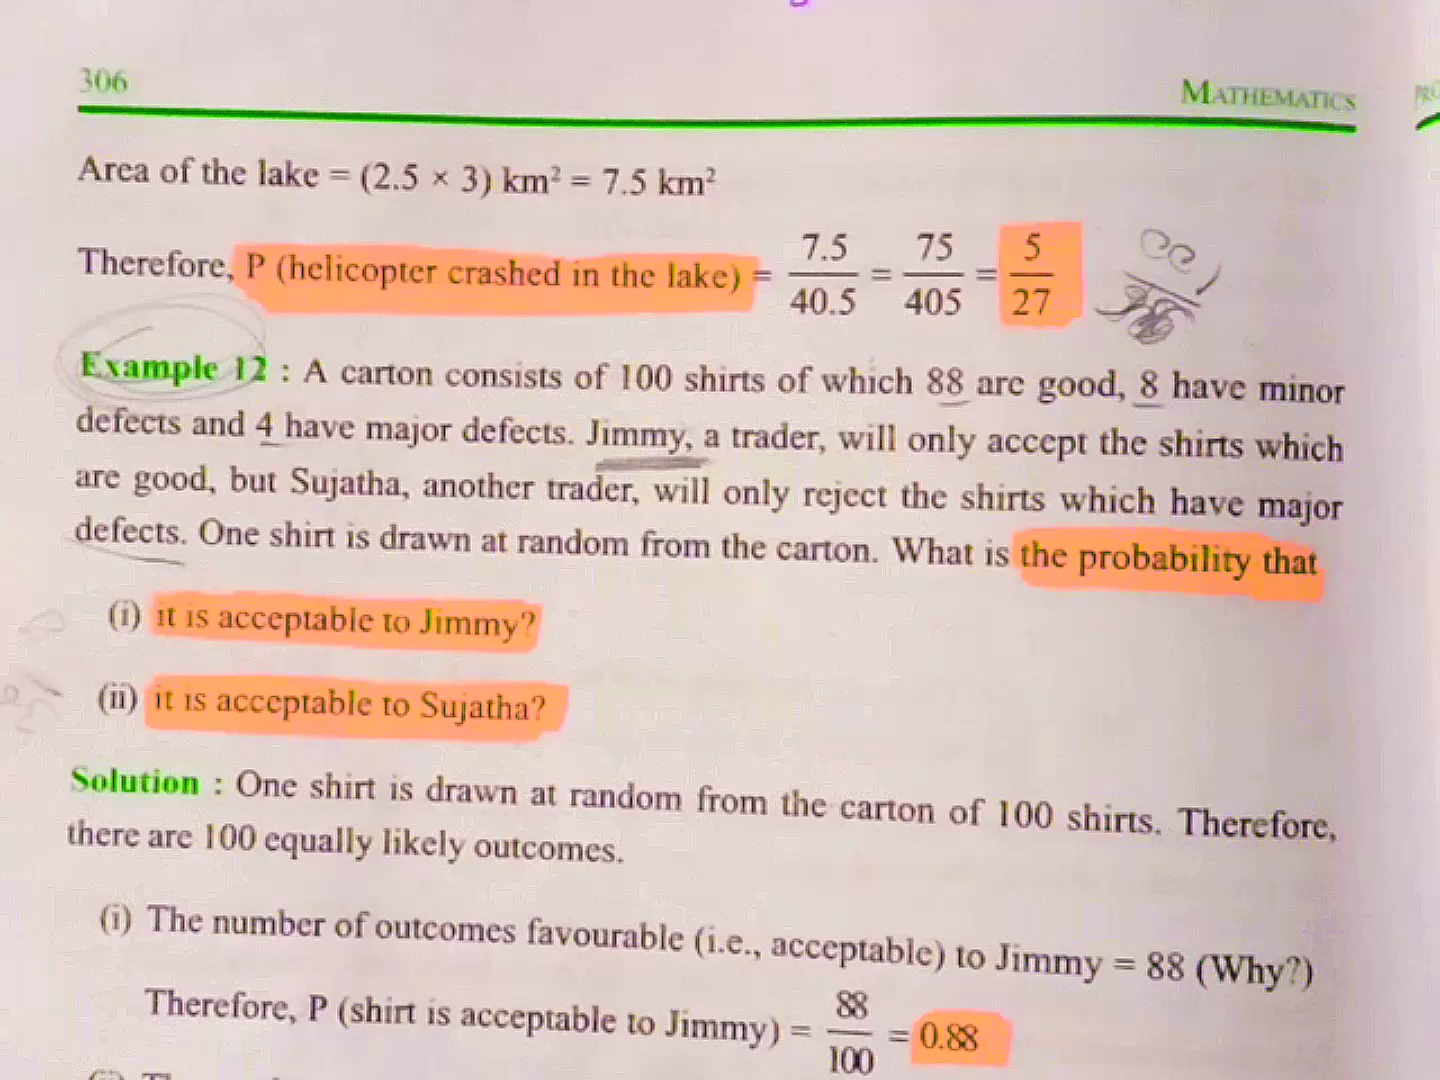 306
MATHEMATICS
Area of the lake = (2.5 × 3) km² = 7.5 km²
Therefore, P (helicopter crashed in the lake) = 7.5/40.5 = 75/405 = 5/27
Example 12 : A carton consists of 100 shirts of which 88 are good, 8 have minor
defects and 4 have major defects. Jimmy, a trader, will only accept the shirts which
are good, but Sujatha, another trader, will only reject the shirts which have major
defects. One shirt is drawn at random from the carton. What is the probability that
(i) it is acceptable to Jimmy?
(ii) it is acceptable to Sujatha?
Solution : One shirt is drawn at random from the carton of 100 shirts. Therefore,
there are 100 equally likely outcomes.
(i) The number of outcomes favourable (i.e., acceptable) to Jimmy = 88 (Why?)
Therefore, P (shirt is acceptable to Jimmy) = 88/100 = 0.88